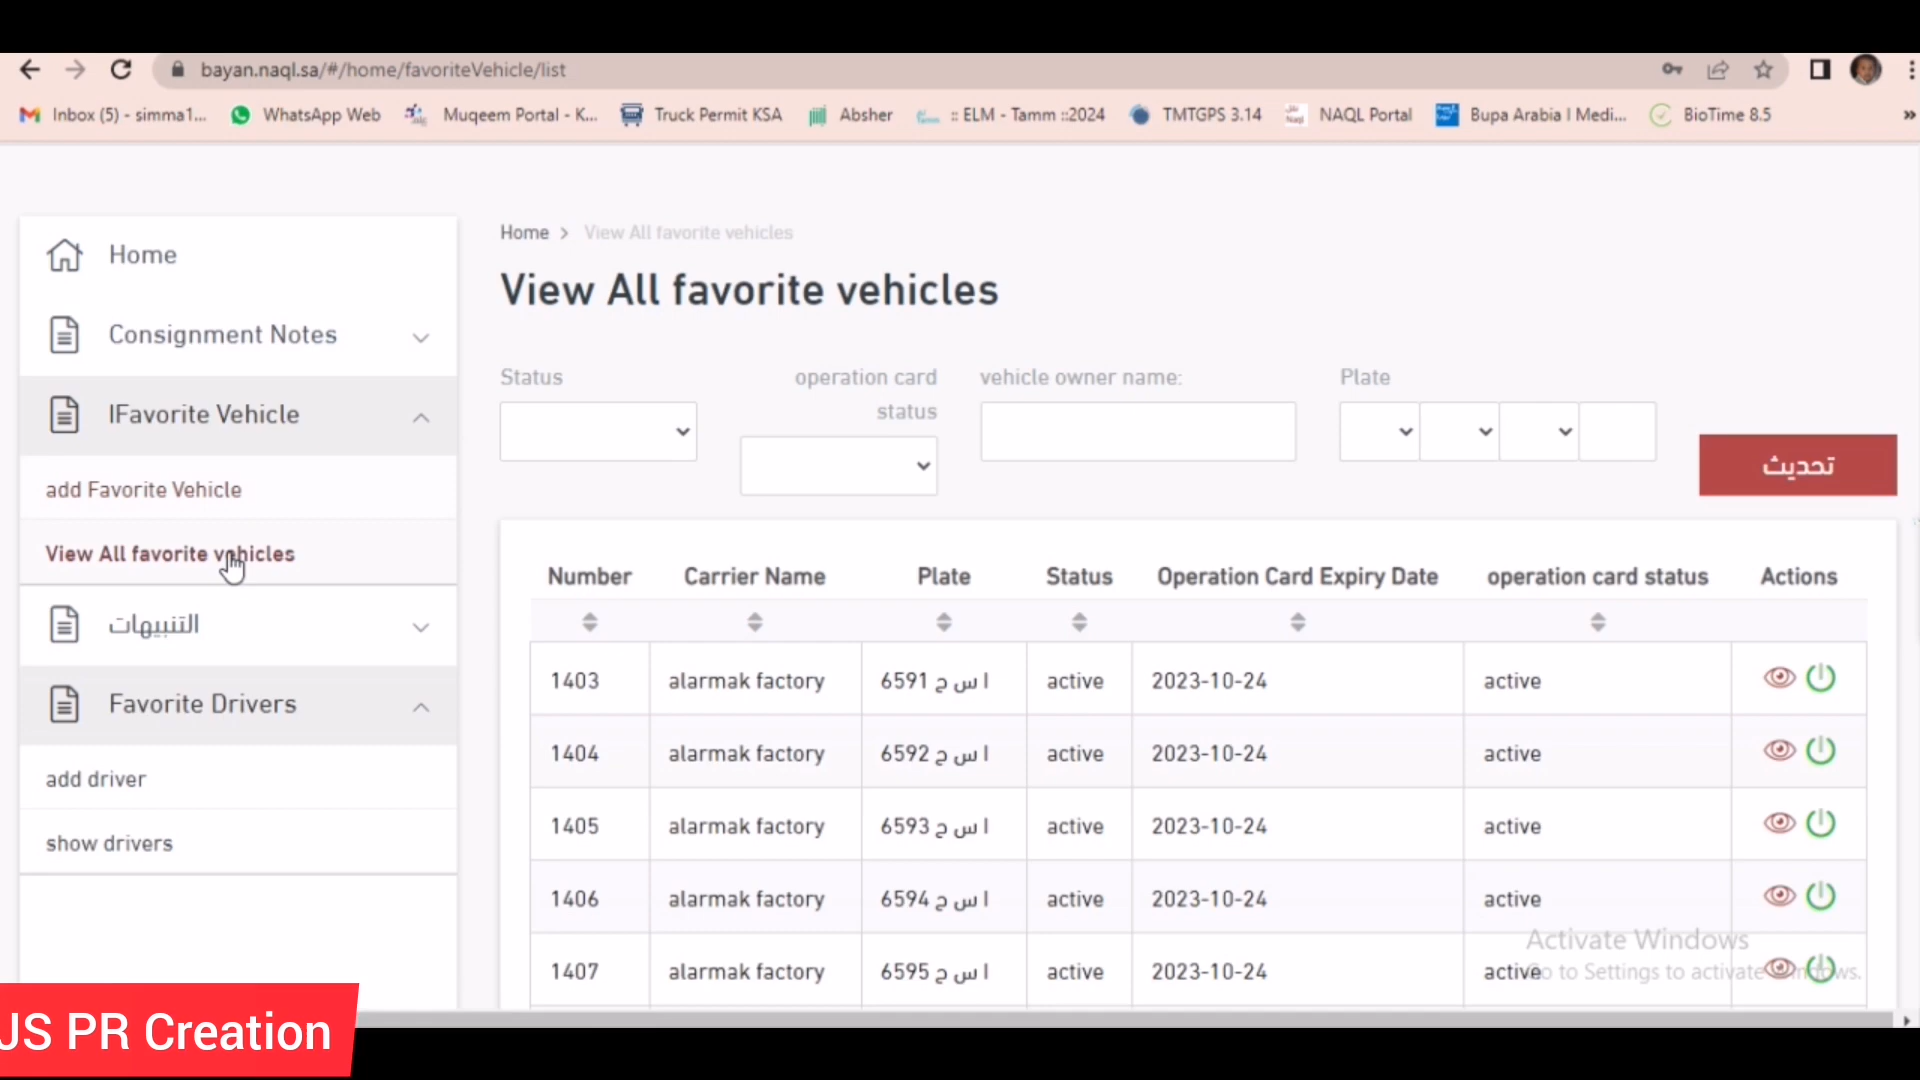 bayan.naql.sa/#/home/favoriteVehicle/list
Inbox (5) - simma1... WhatsApp Web Muqeem Portal - K... Truck Permit KSA Absher :: ELM - Tamm ::2024 TMTGPS 3.14 NAQL Portal Bupa Arabia I Medi... BioTime 8.5 »
Home
Consignment Notes
IFavorite Vehicle
add Favorite Vehicle
View All favorite vehicles
التنبيهات
Favorite Drivers
add driver
show drivers
Home > View All favorite vehicles
View All favorite vehicles
Status operation card status vehicle owner name: Plate
تحديث
Number Carrier Name Plate Status Operation Card Expiry Date operation card status Actions
1403 alarmak factory ا س ح 6591 active 2023-10-24 active
1404 alarmak factory ا س ح 6592 active 2023-10-24 active
1405 alarmak factory ا س ح 6593 active 2023-10-24 active
1406 alarmak factory ا س ح 6594 active 2023-10-24 active
1407 alarmak factory ا س ح 6595 active 2023-10-24 active
Activate Windows
Go to Settings to activate Windows.
JS PR Creation